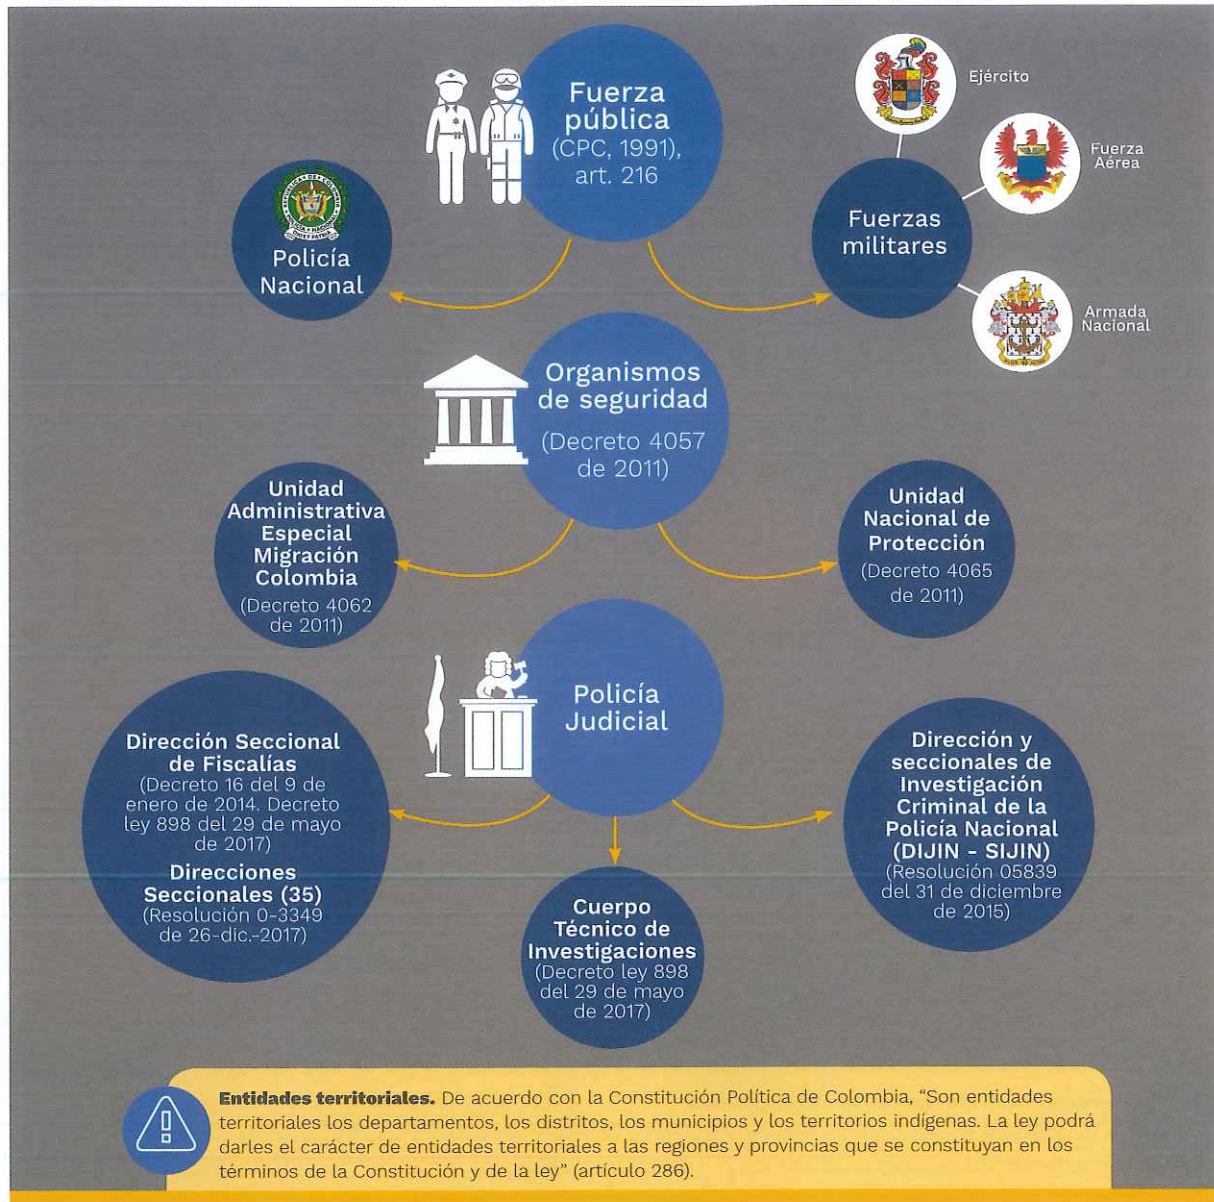 Fuerza
pública
(CPC, 1991),
art. 216
Policía
Nacional
Fuerzas
militares
Ejército
Fuerza
Aérea
Armada
Nacional
Organismos
de seguridad
(Decreto 4057
de 2011)
Unidad
Administrativa
Especial
Migración
Colombia
(Decreto 4062
de 2011)
Unidad
Nacional de
Protección
(Decreto 4065
de 2011)
Policía
Judicial
Dirección Seccional
de Fiscalías
(Decreto 16 del 9 de
enero de 2014. Decreto
ley 898 del 29 de mayo
de 2017)
Direcciones
Seccionales (35)
(Resolución 0-3349
de 26-dic.-2017)
Cuerpo
Técnico de
Investigaciones
(Decreto ley 898
del 29 de mayo
de 2017)
Dirección y
seccionales de
Investigación
Criminal de la
Policía Nacional
(DIJIN - SIJIN)
(Resolución 05839
del 31 de diciembre
de 2015)
Entidades territoriales. De acuerdo con la Constitución Política de Colombia, “Son entidades
territoriales los departamentos, los distritos, los municipios y los territorios indígenas. La ley podrá
darles el carácter de entidades territoriales a las regiones y provincias que se constituyan en los
términos de la Constitución y de la ley” (artículo 286).